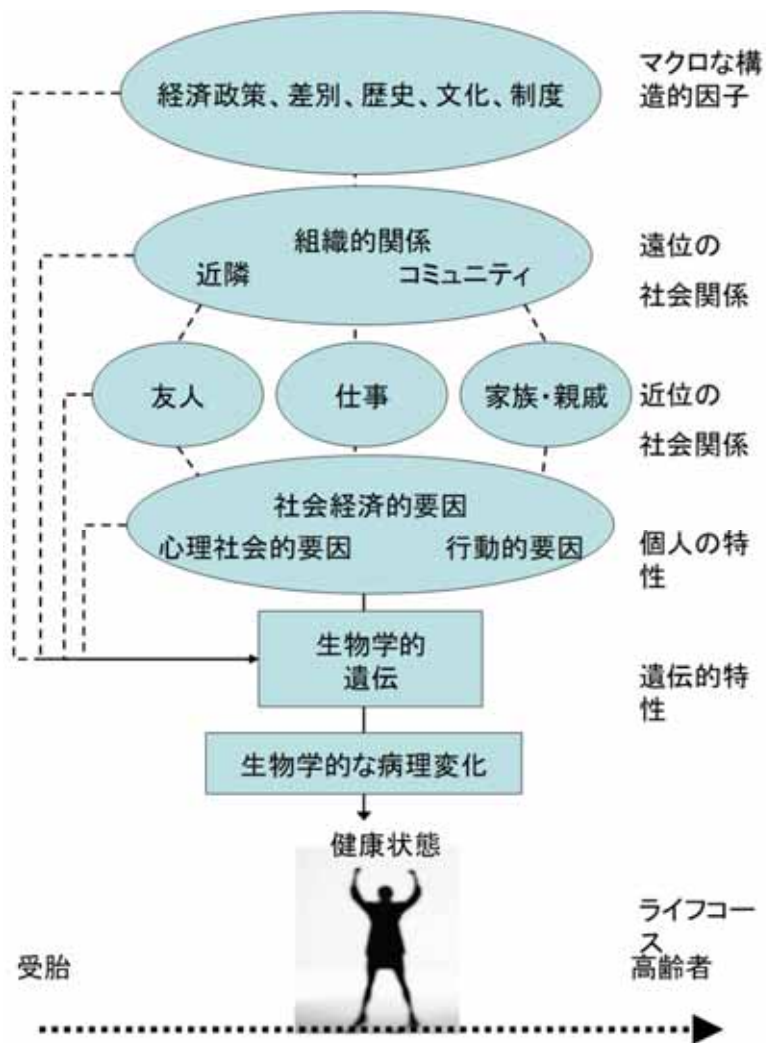 経済政策、差別、歴史、文化、制度
マクロな構
造的因子
組織的関係
近隣 コミュニティ
遠位の
社会関係
友人 仕事 家族・親戚
近位の
社会関係
社会経済的要因
心理社会的要因 行動的要因
個人の特
性
生物学的
遺伝
遺伝的特
性
生物学的な病理変化
健康状態
ライフコー
ス
受胎 高齢者